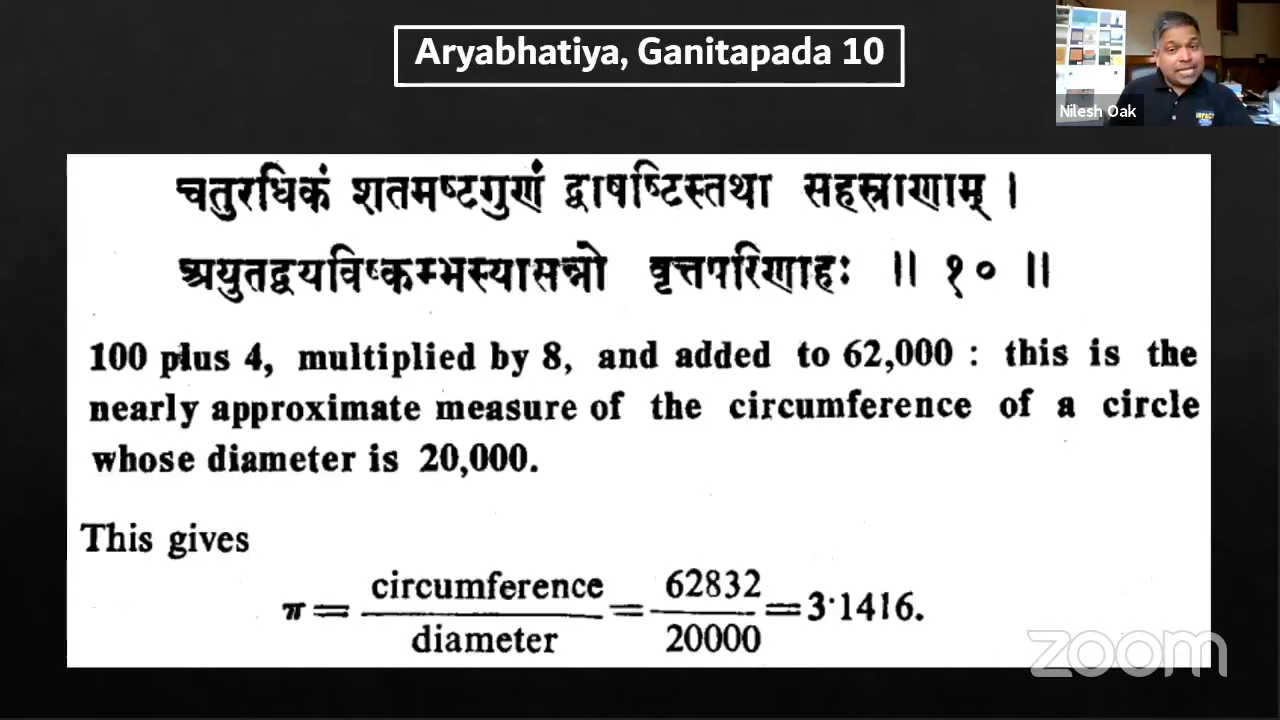 Aryabhatiya, Ganitapada 10
Nilesh Oak
चतुरधिकं शतमष्टगुणं द्वाषष्टिस्तथा सहस्राणाम् ।
अयुतद्वयविष्कम्भस्यासन्नो वृत्तपरिणाहः ॥ १० ॥
100 plus 4, multiplied by 8, and added to 62,000 : this is the
nearly approximate measure of the circumference of a circle
whose diameter is 20,000.
This gives
π = circumference / diameter = 62832 / 20000 = 3·1416.
zoom